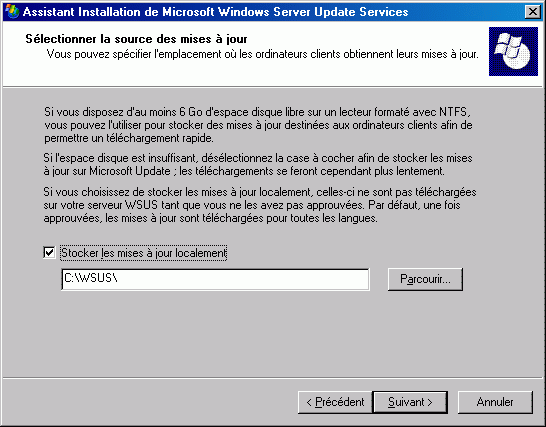 Assistant Installation de Microsoft Windows Server Update Services
Sélectionner la source des mises à jour
Vous pouvez spécifier l'emplacement où les ordinateurs clients obtiennent leurs mises à jour.
Si vous disposez d'au moins 6 Go d'espace disque libre sur un lecteur formaté avec NTFS,
vous pouvez l'utiliser pour stocker des mises à jour destinées aux ordinateurs clients afin de
permettre un téléchargement rapide.
Si l'espace disque est insuffisant, désélectionnez la case à cocher afin de stocker les mises
à jour sur Microsoft Update ; les téléchargements se feront cependant plus lentement.
Si vous choisissez de stocker les mises à jour localement, celles-ci ne sont pas téléchargées
sur votre serveur WSUS tant que vous ne les avez pas approuvées. Par défaut, une fois
approuvées, les mises à jour sont téléchargées pour toutes les langues.
Stocker les mises à jour localement
C:\WSUS\
Parcourir...
< Précédent
Suivant >
Annuler